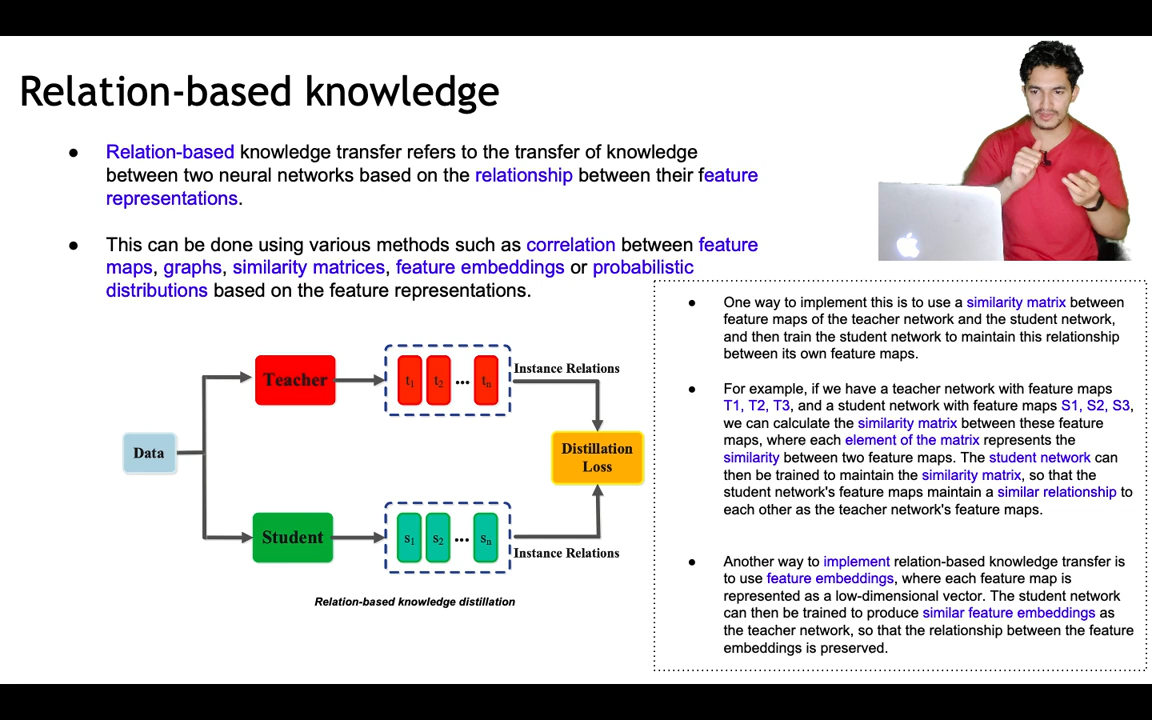 Relation-based knowledge
● Relation-based knowledge transfer refers to the transfer of knowledge
between two neural networks based on the relationship between their feature
representations.
● This can be done using various methods such as correlation between feature
maps, graphs, similarity matrices, feature embeddings or probabilistic
distributions based on the feature representations.
Data
Teacher
t1 t2 ... tn
Instance Relations
Distillation
Loss
Student
s1 s2 ... sn
Instance Relations
Relation-based knowledge distillation
● One way to implement this is to use a similarity matrix between
feature maps of the teacher network and the student network,
and then train the student network to maintain this relationship
between its own feature maps.
● For example, if we have a teacher network with feature maps
T1, T2, T3, and a student network with feature maps S1, S2, S3,
we can calculate the similarity matrix between these feature
maps, where each element of the matrix represents the
similarity between two feature maps. The student network can
then be trained to maintain the similarity matrix, so that the
student network's feature maps maintain a similar relationship to
each other as the teacher network's feature maps.
● Another way to implement relation-based knowledge transfer is
to use feature embeddings, where each feature map is
represented as a low-dimensional vector. The student network
can then be trained to produce similar feature embeddings as
the teacher network, so that the relationship between the feature
embeddings is preserved.